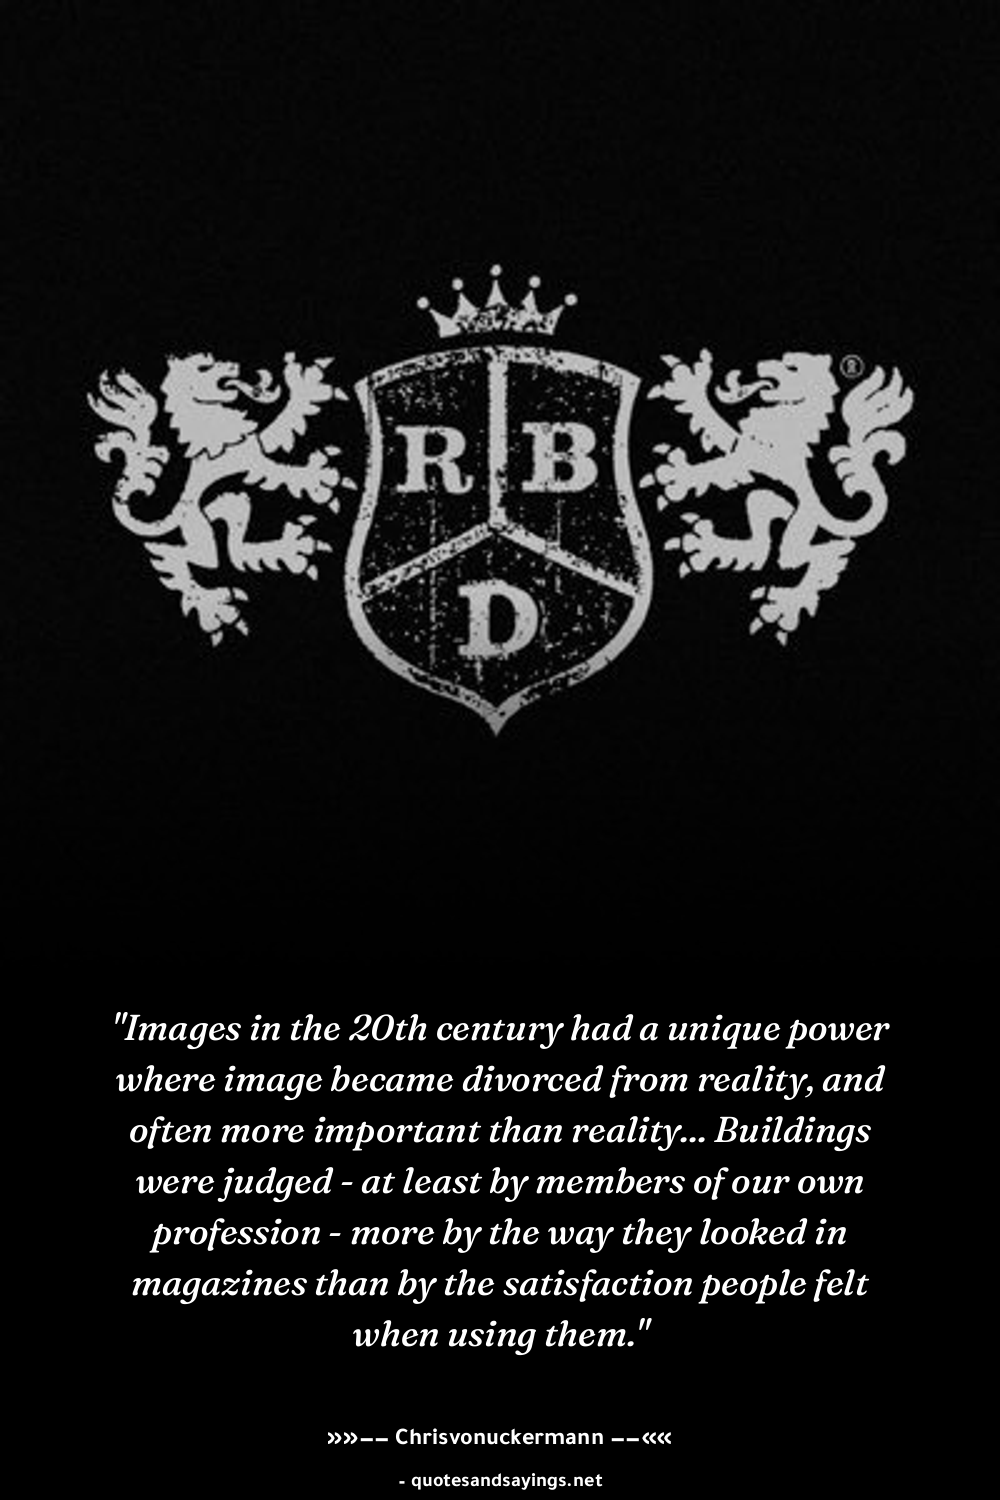 R B
D
®
"Images in the 20th century had a unique power
where image became divorced from reality, and
often more important than reality... Buildings
were judged - at least by members of our own
profession - more by the way they looked in
magazines than by the satisfaction people felt
when using them."
»»-- Chrisvonuckermann --««
- quotesandsayings.net